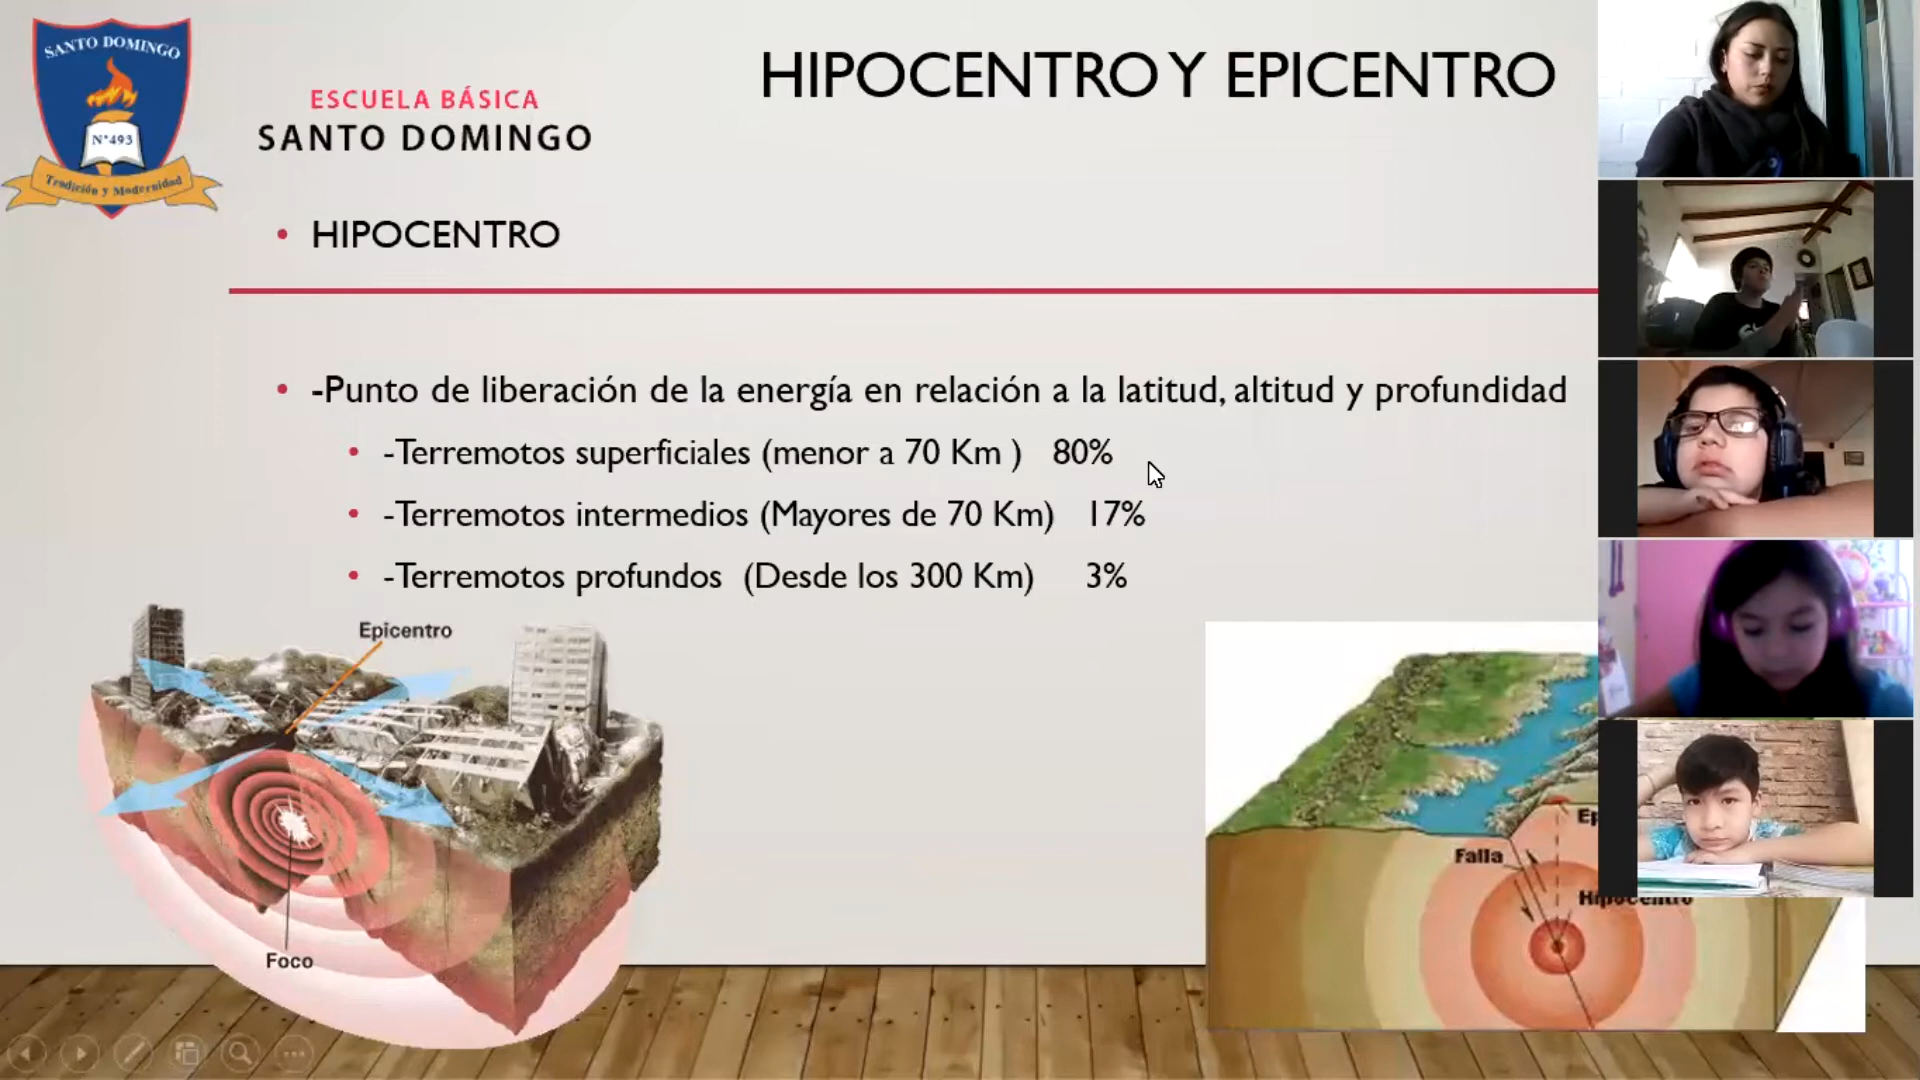 SANTO DOMINGO
N°493
Tradición y Modernidad
ESCUELA BÁSICA
SANTO DOMINGO
HIPOCENTRO Y EPICENTRO
• HIPOCENTRO
• -Punto de liberación de la energía en relación a la latitud, altitud y profundidad
• -Terremotos superficiales (menor a 70 Km ) 80%
• -Terremotos intermedios (Mayores de 70 Km) 17%
• -Terremotos profundos (Desde los 300 Km) 3%
Epicentro
Foco
Ep
Falla
Hipocentro